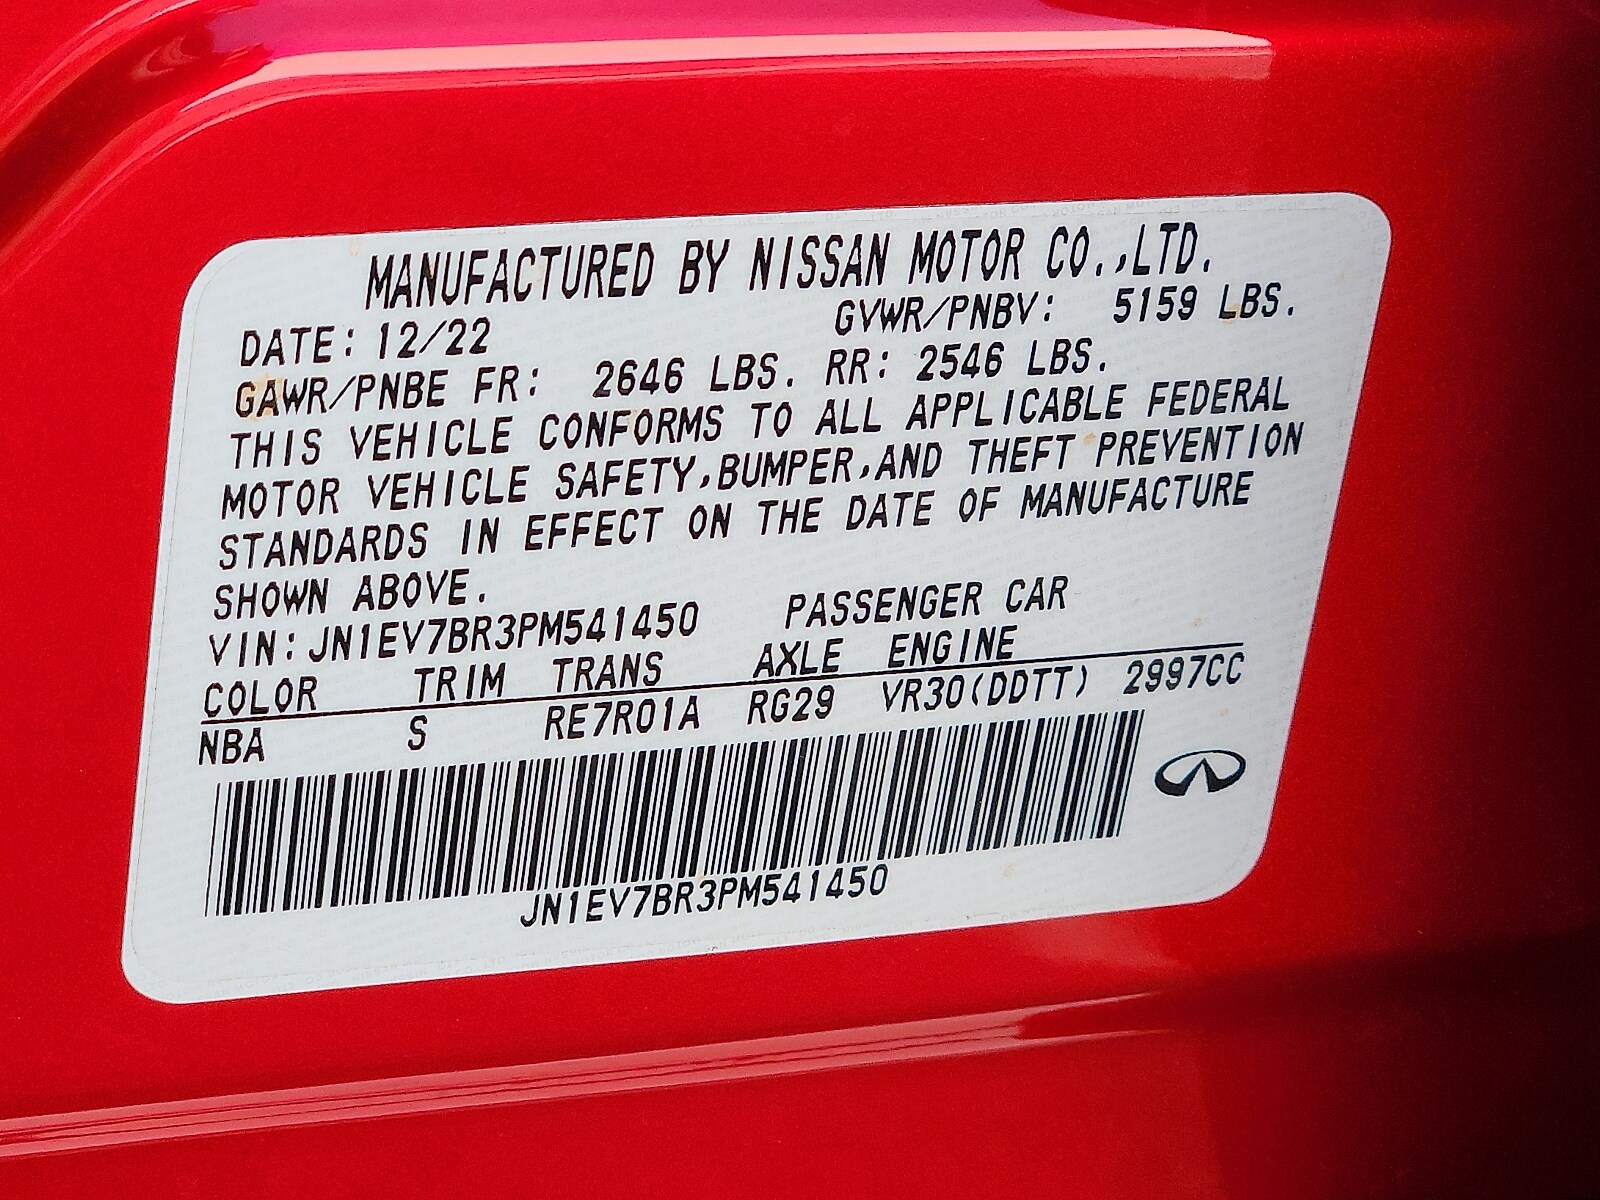 MANUFACTURED BY NISSAN MOTOR CO.,LTD.
DATE: 12/22 GVWR/PNBV: 5159 LBS.
GAWR/PNBE FR: 2646 LBS. RR: 2546 LBS.
THIS VEHICLE CONFORMS TO ALL APPLICABLE FEDERAL
MOTOR VEHICLE SAFETY,BUMPER,AND THEFT PREVENTION
STANDARDS IN EFFECT ON THE DATE OF MANUFACTURE
SHOWN ABOVE.
VIN: JN1EV7BR3PM541450 PASSENGER CAR
COLOR TRIM TRANS AXLE ENGINE
NBA S RE7R01A RG29 VR30(DDTT) 2997CC
JN1EV7BR3PM541450